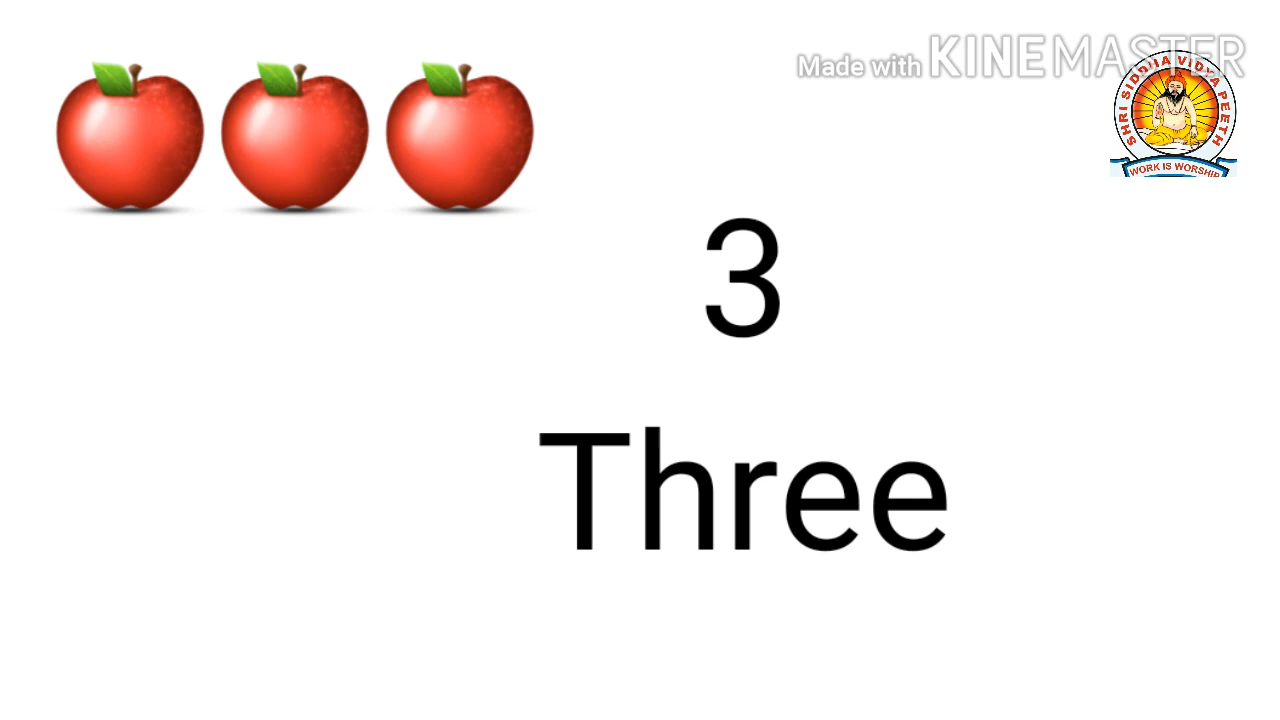 Made with KINEMASTER
SHRI SIDDHA VIDYA PEETH
WORK IS WORSHIP
3
Three